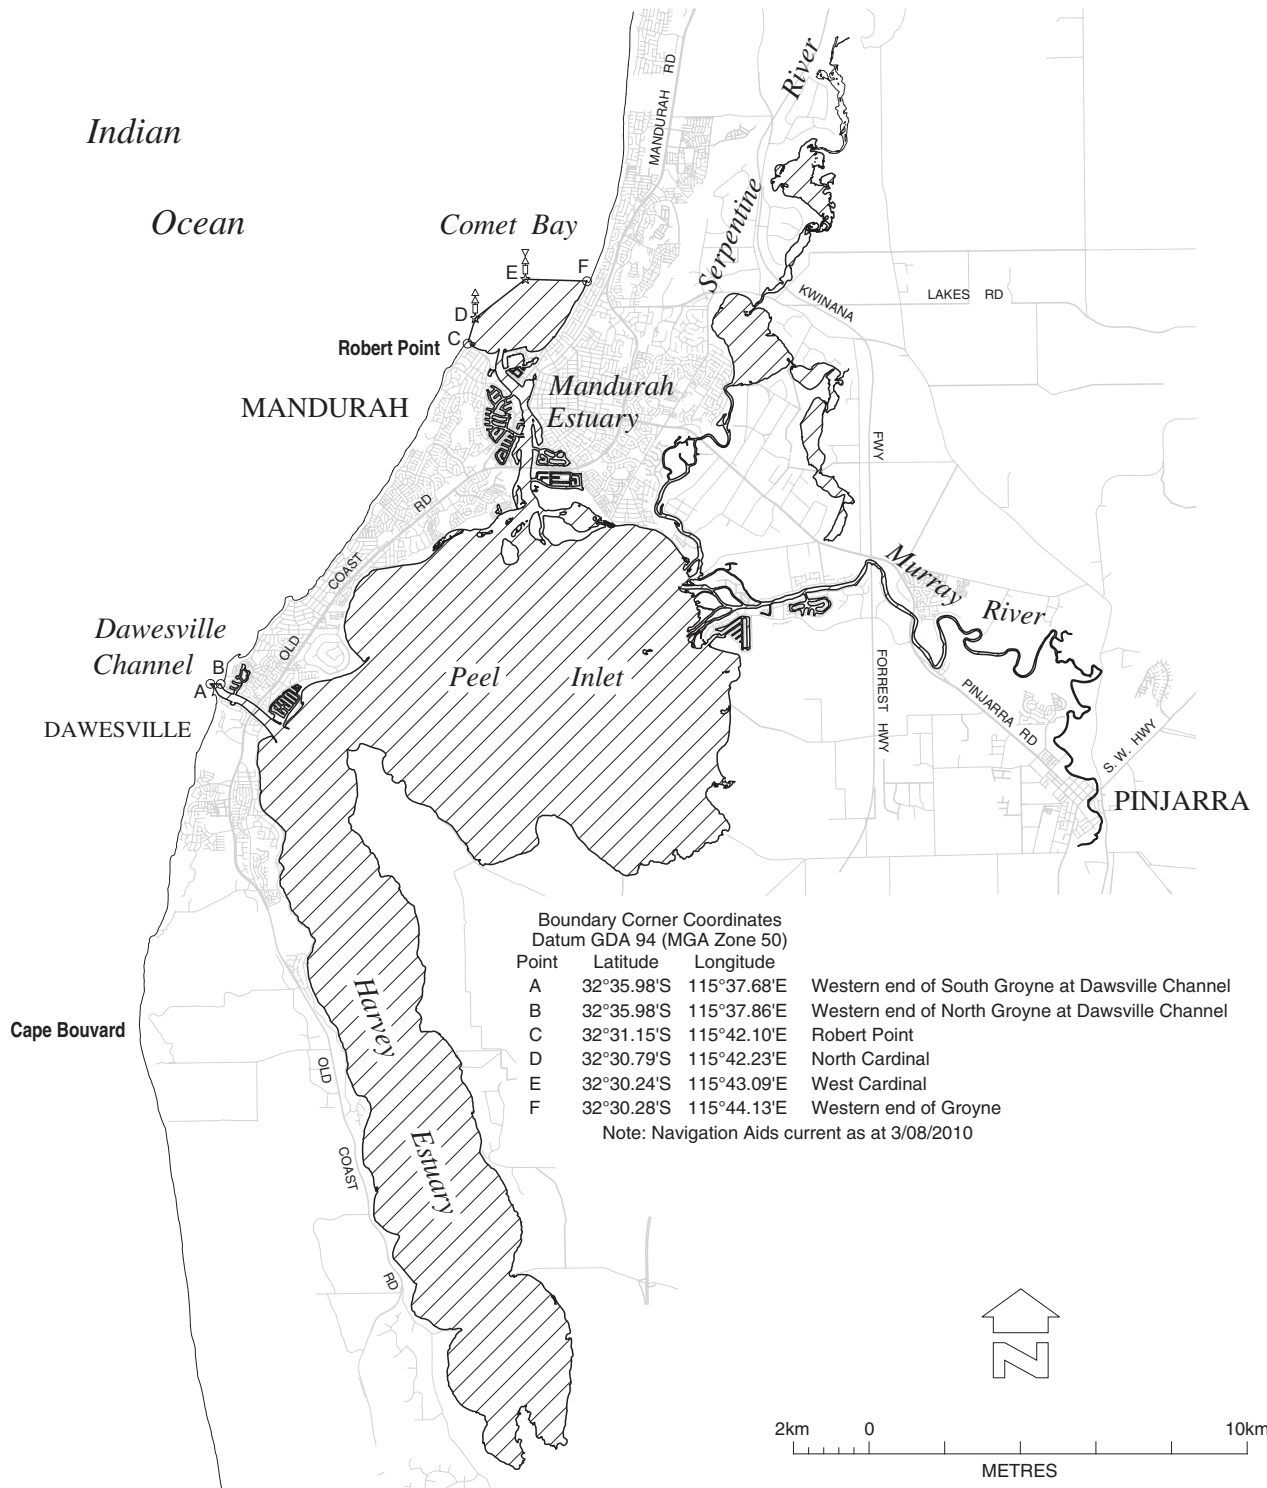 Indian
Ocean
Comet Bay
River
MANDURAH RD
Serpentine
E
F
D
C
KWINANA
LAKES RD
Robert Point
MANDURAH
Mandurah
Estuary
FWY
RD
COAST
OLD
Murray
River
Dawesville
Channel
B
A
DAWESVILLE
Peel Inlet
FORREST HWY
PINJARRA RD
S. W. HWY
PINJARRA
Boundary Corner Coordinates
Datum GDA 94 (MGA Zone 50)
Point Latitude Longitude
A 32°35.98'S 115°37.68'E Western end of South Groyne at Dawsville Channel
B 32°35.98'S 115°37.86'E Western end of North Groyne at Dawsville Channel
C 32°31.15'S 115°42.10'E Robert Point
D 32°30.79'S 115°42.23'E North Cardinal
E 32°30.24'S 115°43.09'E West Cardinal
F 32°30.28'S 115°44.13'E Western end of Groyne
Note: Navigation Aids current as at 3/08/2010
Cape Bouvard
Harvey
Estuary
OLD
COAST
RD
N
2km 0 10km
METRES